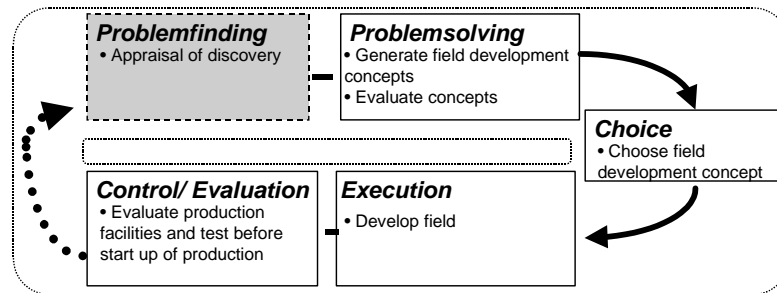 Problemfinding
• Appraisal of discovery
Problemsolving
• Generate field development
concepts
• Evaluate concepts
Choice
• Choose field
development concept
Control/ Evaluation
• Evaluate production
facilities and test before
start up of production
Execution
• Develop field